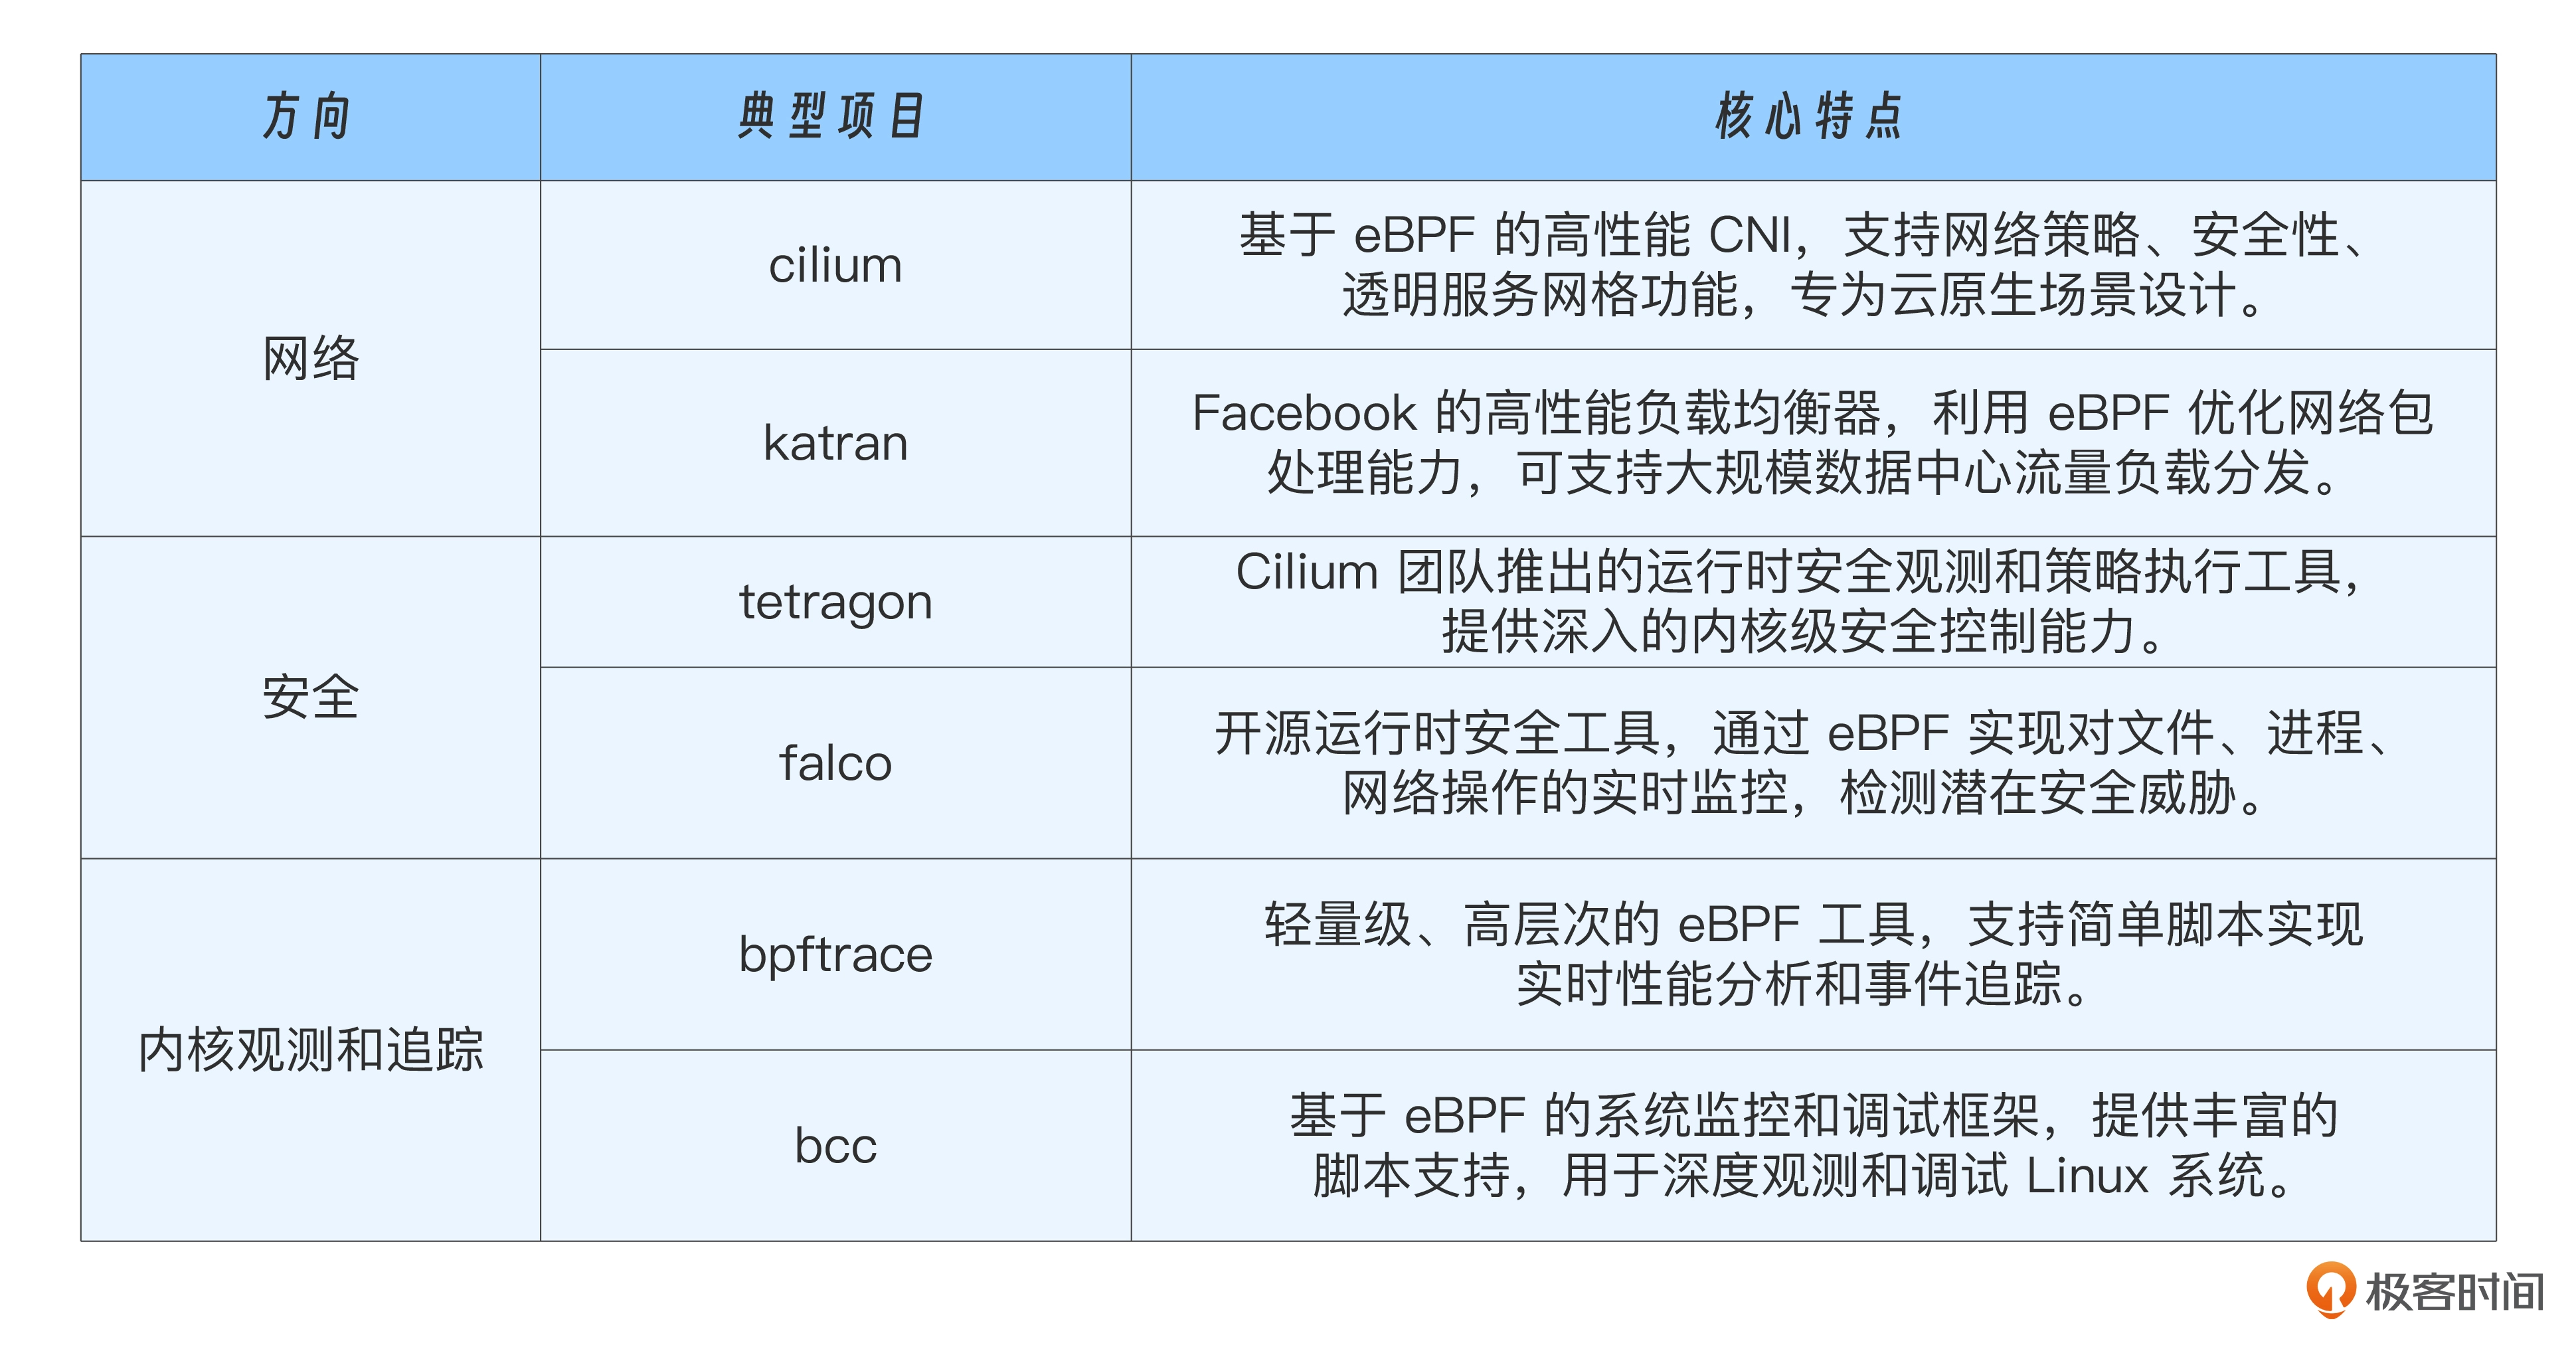 方向
典型项目
核心特点
网络
cilium
基于 eBPF 的高性能 CNI，支持网络策略、安全性、
透明服务网格功能，专为云原生场景设计。
katran
Facebook 的高性能负载均衡器，利用 eBPF 优化网络包
处理能力，可支持大规模数据中心流量负载分发。
安全
tetragon
Cilium 团队推出的运行时安全观测和策略执行工具，
提供深入的内核级安全控制能力。
falco
开源运行时安全工具，通过 eBPF 实现对文件、进程、
网络操作的实时监控，检测潜在安全威胁。
内核观测和追踪
bpftrace
轻量级、高层次的 eBPF 工具，支持简单脚本实现
实时性能分析和事件追踪。
bcc
基于 eBPF 的系统监控和调试框架，提供丰富的
脚本支持，用于深度观测和调试 Linux 系统。
极客时间